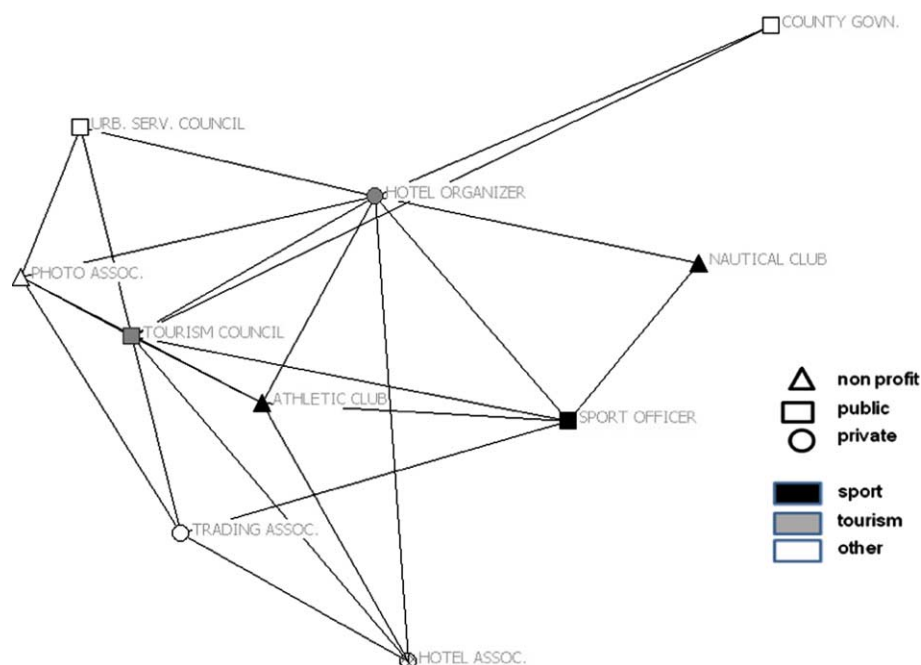 COUNTY GOVN.
URB. SERV. COUNCIL
HOTEL ORGANIZER
NAUTICAL CLUB
PHOTO ASSOC.
TOURISM COUNCIL
ATHLETIC CLUB
SPORT OFFICER
TRADING ASSOC.
HOTEL ASSOC.
non profit
public
private
sport
tourism
other